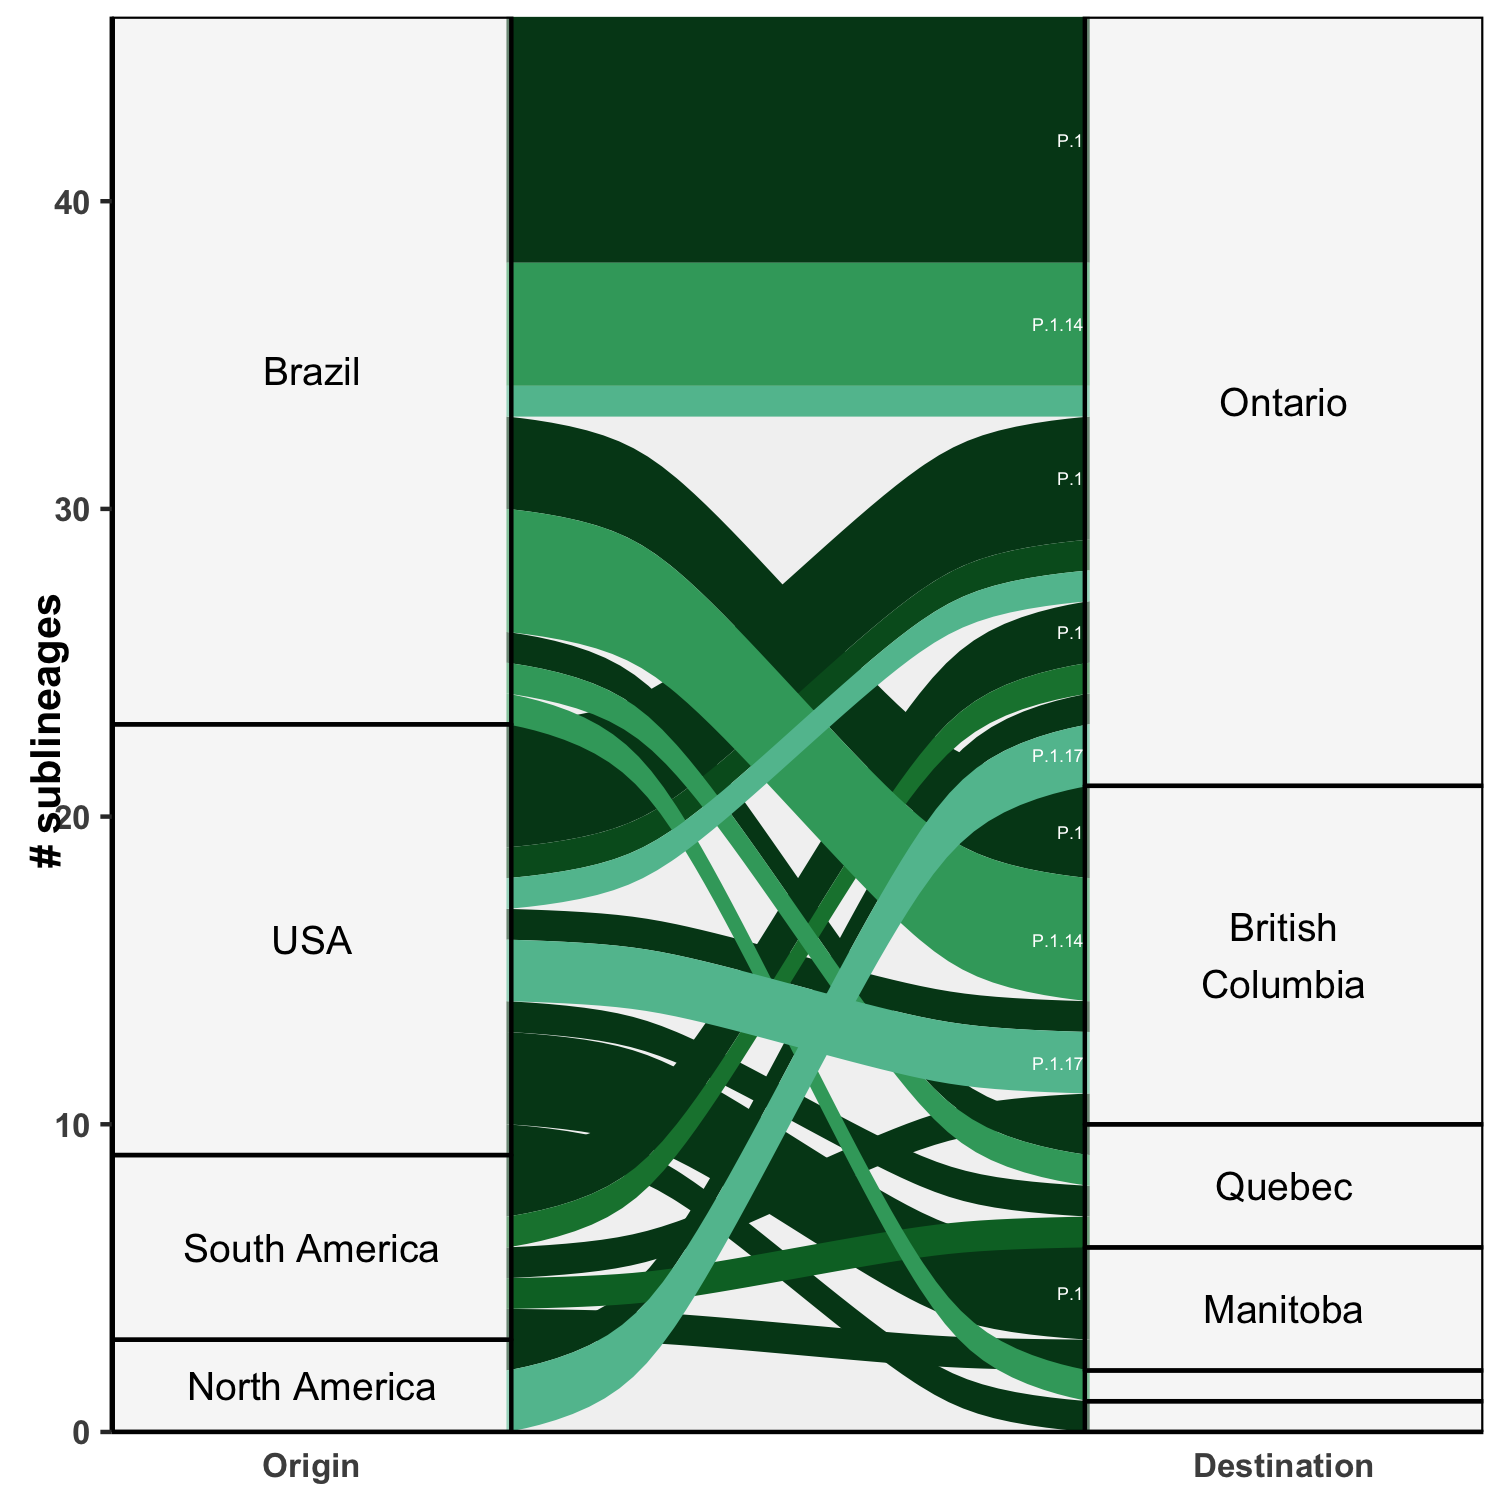 # sublineages
40
30
20
10
0
Brazil
USA
South America
North America
P.1
P.1.14
P.1
P.1
P.1.17
P.1
P.1.14
P.1.17
P.1
Ontario
British
Columbia
Quebec
Manitoba
Origin
Destination